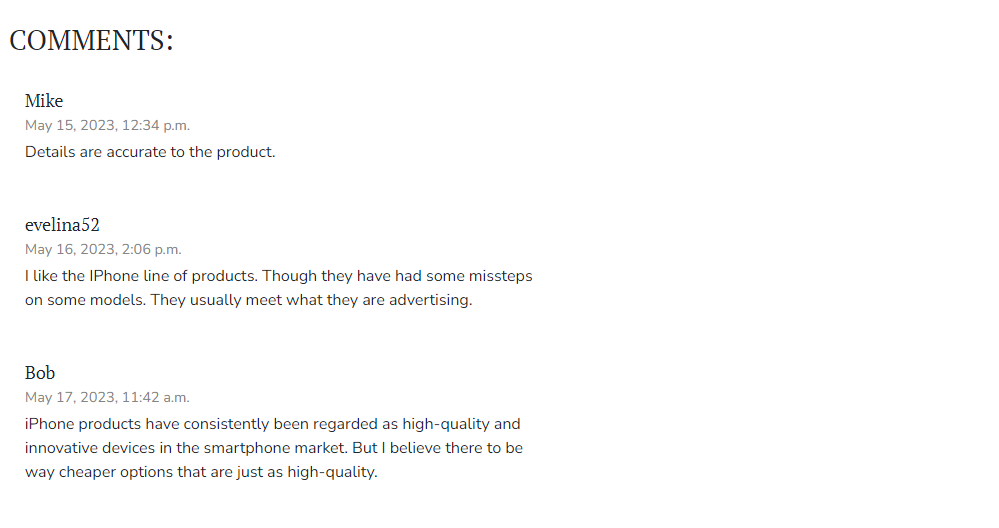 COMMENTS:
Mike
May 15, 2023, 12:34 p.m.
Details are accurate to the product.
evelina52
May 16, 2023, 2:06 p.m.
I like the IPhone line of products. Though they have had some missteps
on some models. They usually meet what they are advertising.
Bob
May 17, 2023, 11:42 a.m.
iPhone products have consistently been regarded as high-quality and
innovative devices in the smartphone market. But I believe there to be
way cheaper options that are just as high-quality.